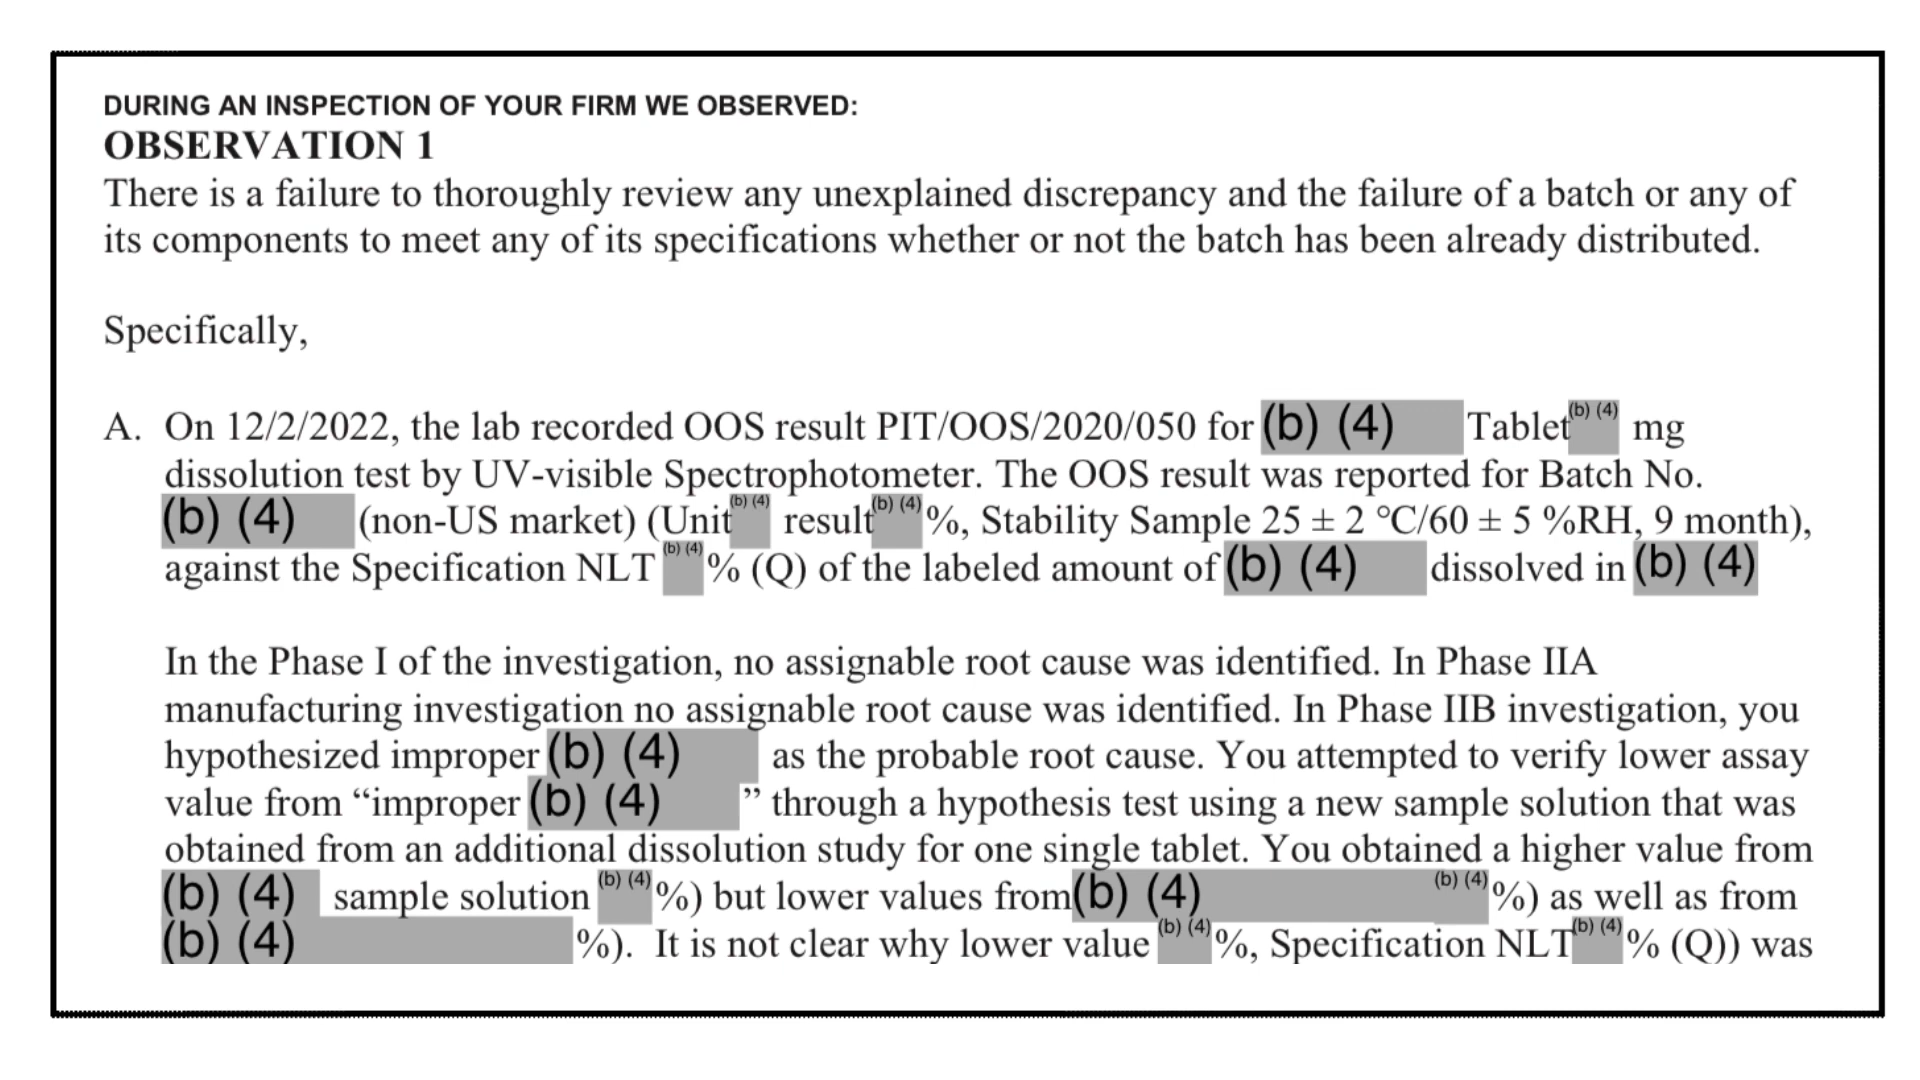 DURING AN INSPECTION OF YOUR FIRM WE OBSERVED:
OBSERVATION 1
There is a failure to thoroughly review any unexplained discrepancy and the failure of a batch or any of
its components to meet any of its specifications whether or not the batch has been already distributed.
Specifically,
A. On 12/2/2022, the lab recorded OOS result PIT/OOS/2020/050 for (b) (4) Tablet (b) (4) mg
dissolution test by UV-visible Spectrophotometer. The OOS result was reported for Batch No.
(b) (4) (non-US market) (Unit (b) (4) result (b) (4) %, Stability Sample 25 ± 2 °C/60 ± 5 %RH, 9 month),
against the Specification NLT (b) (4) % (Q) of the labeled amount of (b) (4) dissolved in (b) (4)
In the Phase I of the investigation, no assignable root cause was identified. In Phase IIA
manufacturing investigation no assignable root cause was identified. In Phase IIB investigation, you
hypothesized improper (b) (4) as the probable root cause. You attempted to verify lower assay
value from “improper (b) (4) ” through a hypothesis test using a new sample solution that was
obtained from an additional dissolution study for one single tablet. You obtained a higher value from
(b) (4) sample solution (b) (4) %) but lower values from (b) (4) (b) (4) %) as well as from
(b) (4) %). It is not clear why lower value (b) (4) %, Specification NLT (b) (4) % (Q)) was